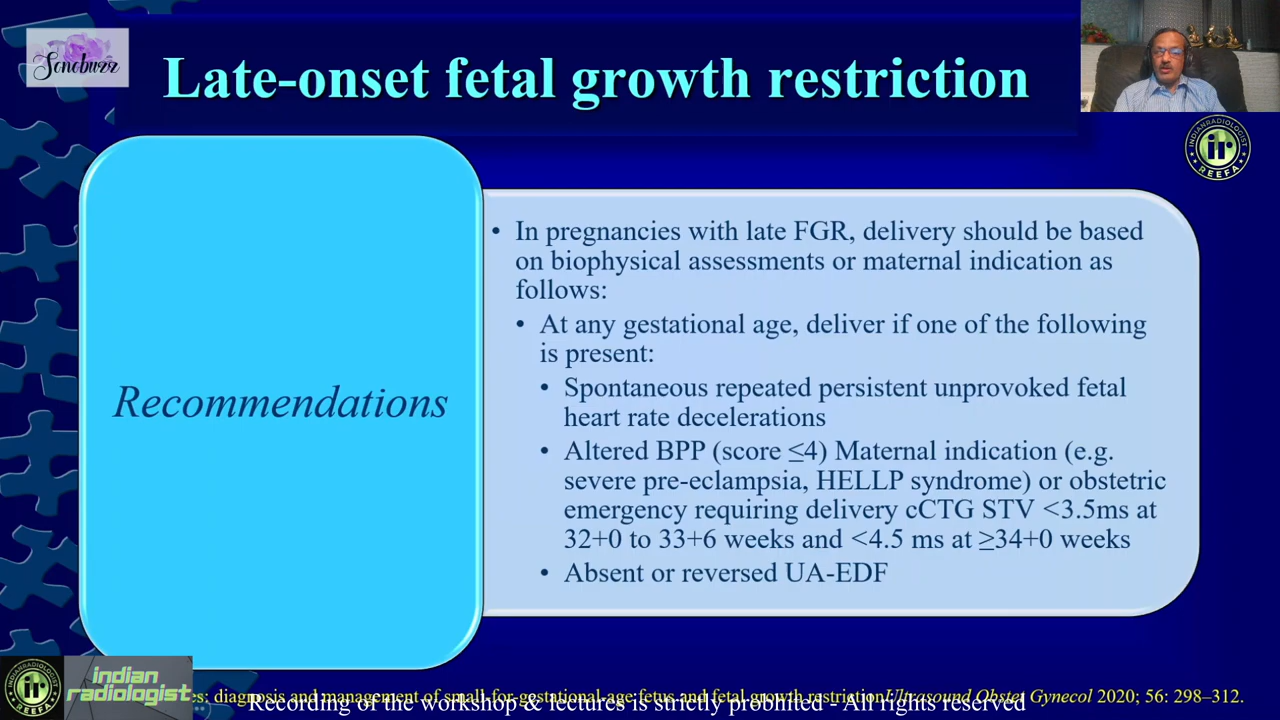 Sonobuzz
Late-onset fetal growth restriction
INDIANRADIOLOGIST
ir
REEFA
Recommendations
• In pregnancies with late FGR, delivery should be based
on biophysical assessments or maternal indication as
follows:
• At any gestational age, deliver if one of the following
is present:
• Spontaneous repeated persistent unprovoked fetal
heart rate decelerations
• Altered BPP (score ≤4) Maternal indication (e.g.
severe pre-eclampsia, HELLP syndrome) or obstetric
emergency requiring delivery cCTG STV <3.5ms at
32+0 to 33+6 weeks and <4.5 ms at ≥34+0 weeks
• Absent or reversed UA-EDF
ir
indian
radiologist
diagnosis and management of small-for-gestational-age fetus and fetal growth restriction. Ultrasound Obstet Gynecol 2020; 56: 298–312.
Recording of the workshop & lectures is strictly prohibited - All rights reserved